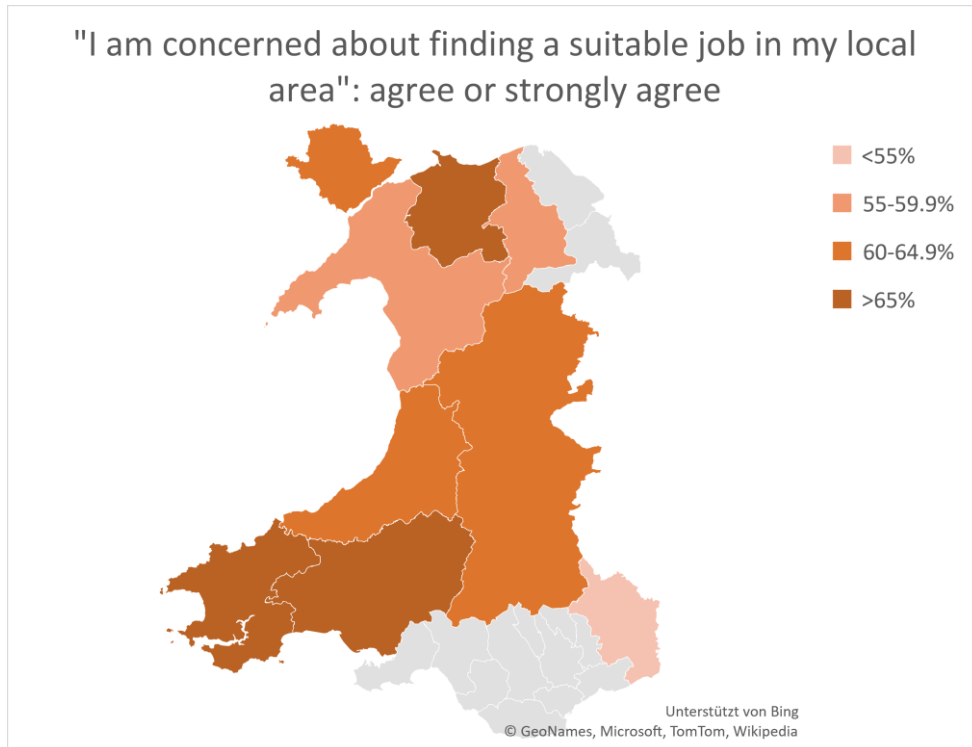 "I am concerned about finding a suitable job in my local
area": agree or strongly agree
<55%
55-59.9%
60-64.9%
>65%
Unterstützt von Bing
© GeoNames, Microsoft, TomTom, Wikipedia